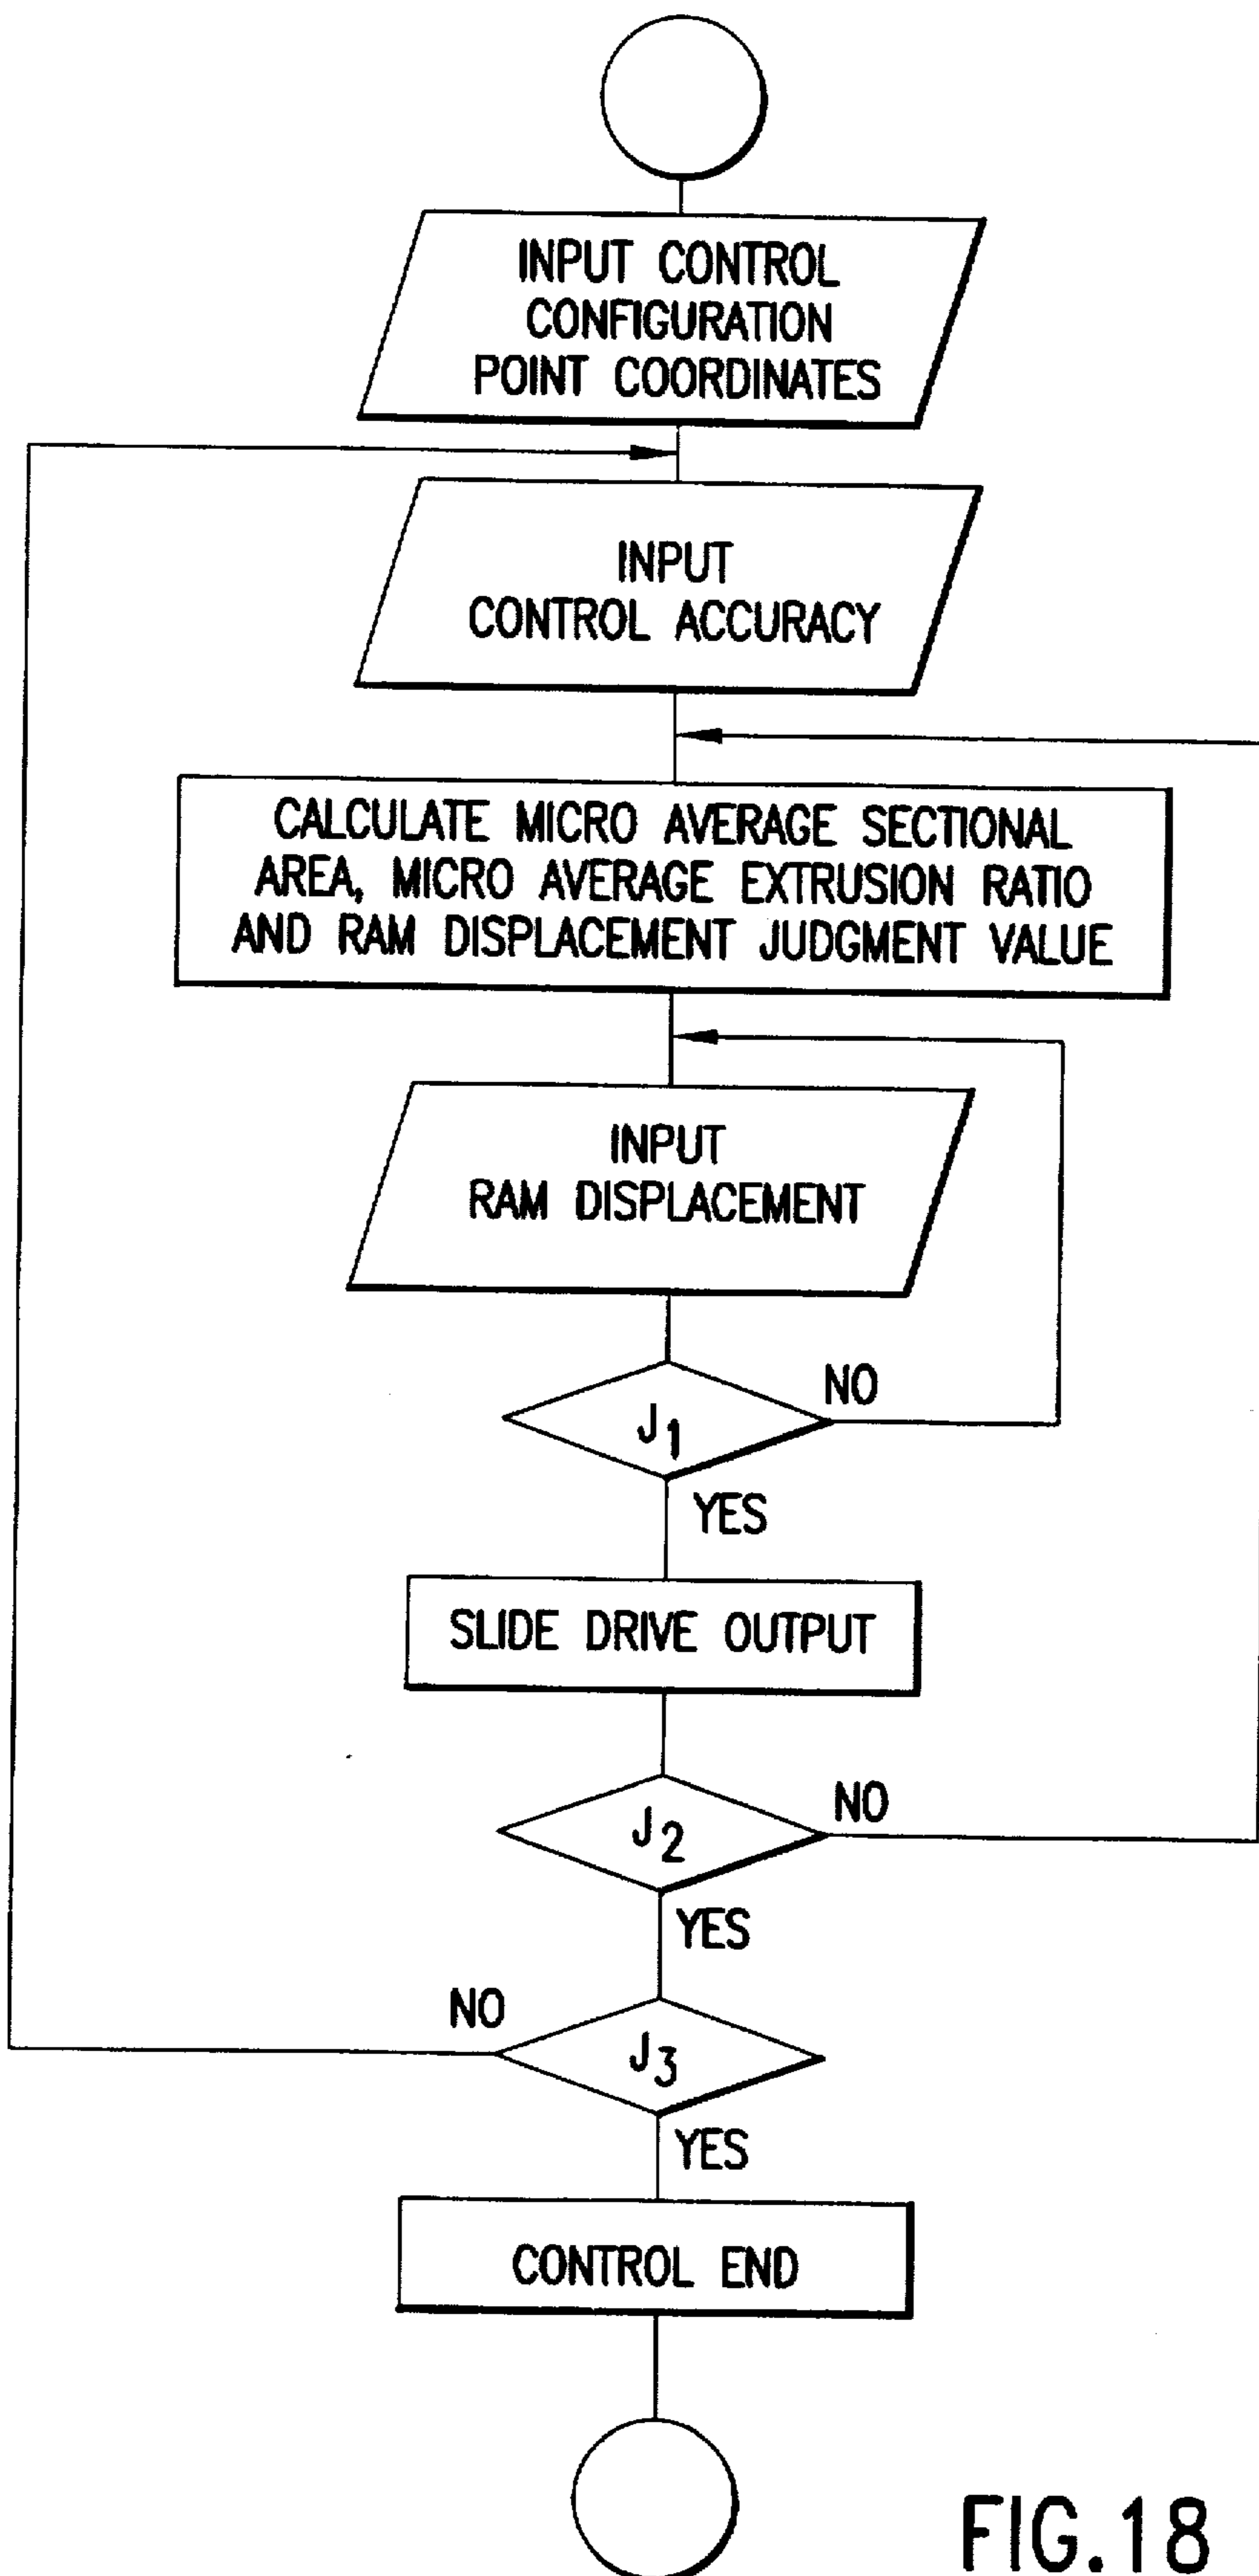 INPUT CONTROL
CONFIGURATION
POINT COORDINATES
INPUT
CONTROL ACCURACY
CALCULATE MICRO AVERAGE SECTIONAL
AREA, MICRO AVERAGE EXTRUSION RATIO
AND RAM DISPLACEMENT JUDGMENT VALUE
INPUT
RAM DISPLACEMENT
J1
NO
YES
SLIDE DRIVE OUTPUT
J2
NO
YES
NO
J3
YES
CONTROL END
FIG.18